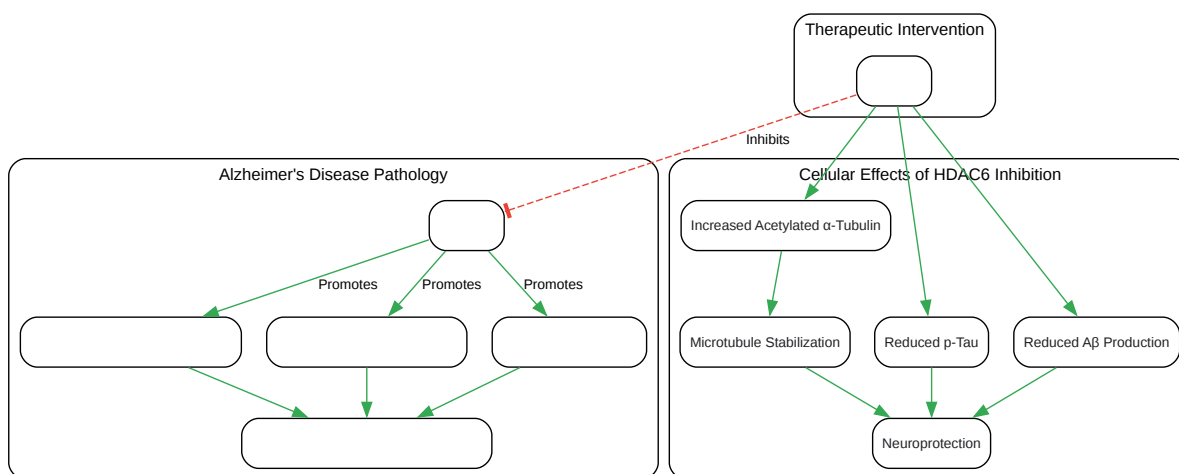 Therapeutic Intervention
Inhibits
Alzheimer's Disease Pathology
Cellular Effects of HDAC6 Inhibition
Increased Acetylated α-Tubulin
Promotes
Promotes
Promotes
Microtubule Stabilization
Reduced p-Tau
Reduced Aβ Production
Neuroprotection